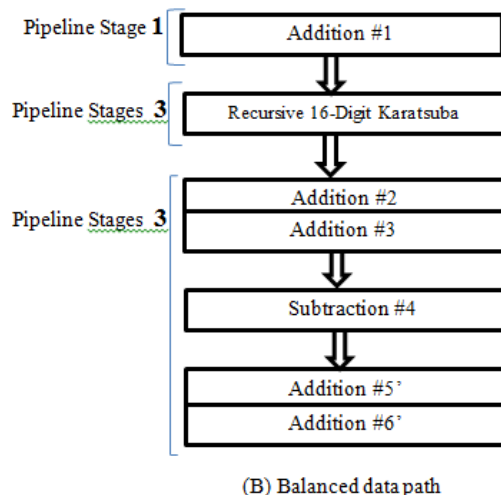 Pipeline Stage 1
Addition #1
Pipeline Stages 3
Recursive 16-Digit Karatsuba
Pipeline Stages 3
Addition #2
Addition #3
Subtraction #4
Addition #5’
Addition #6’
(B) Balanced data path